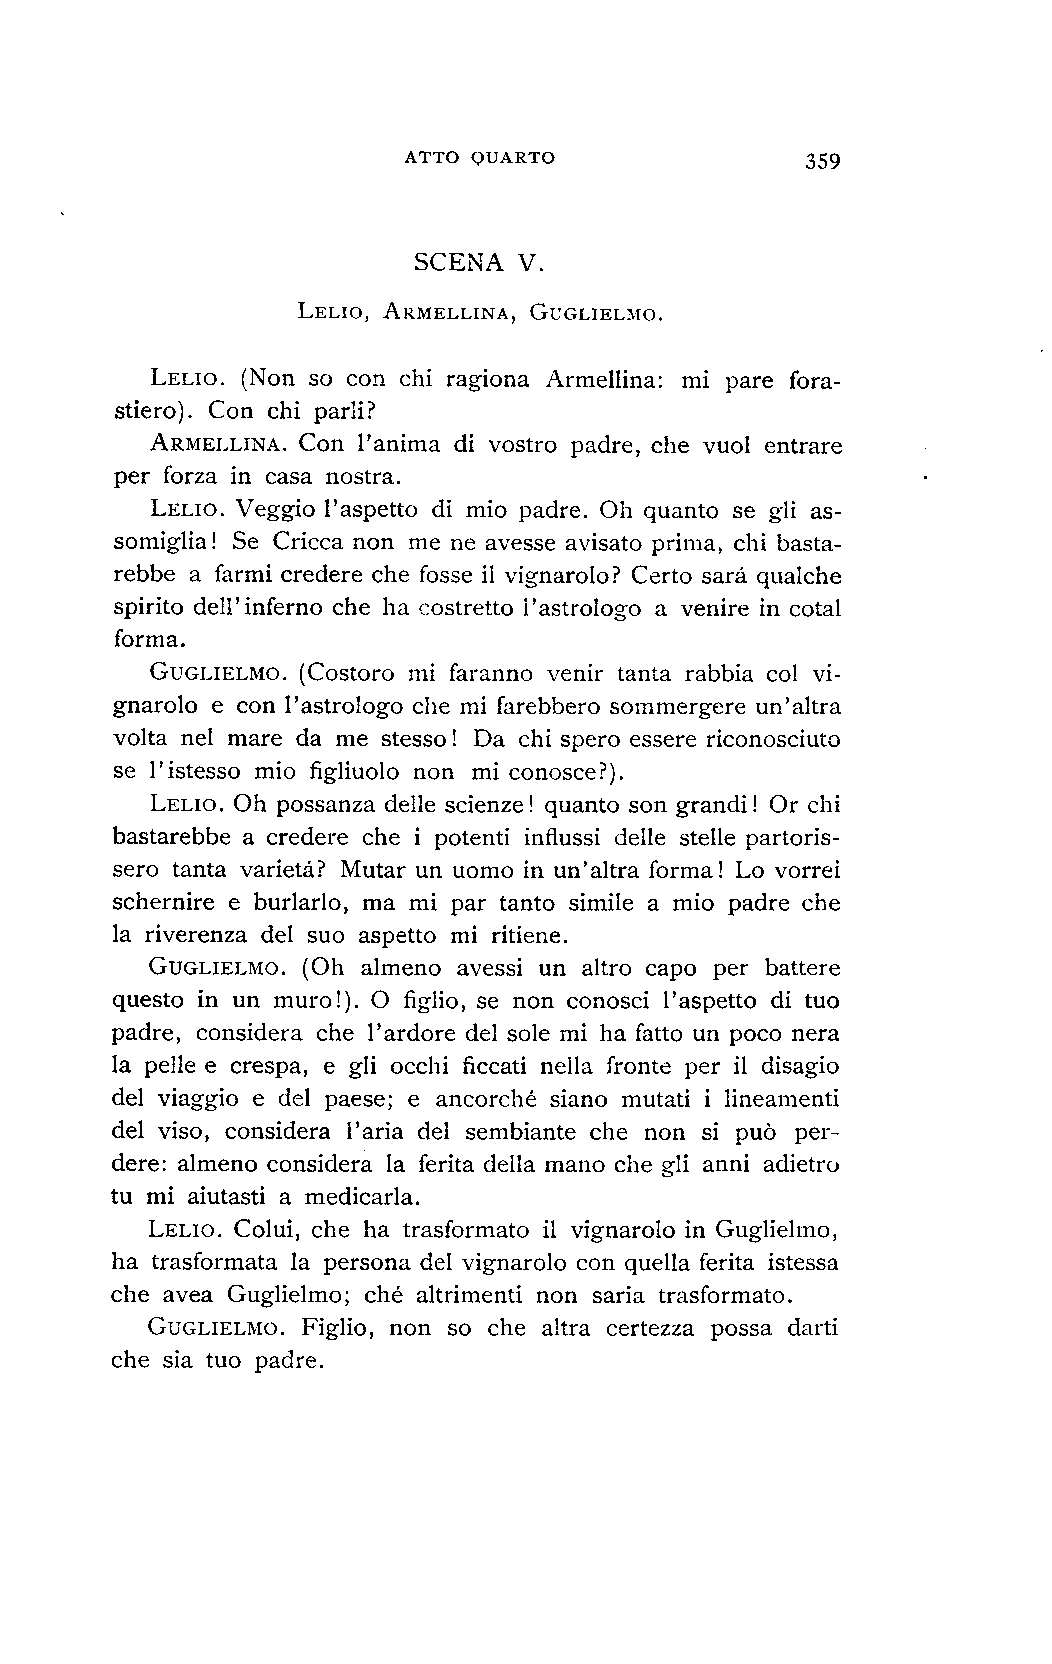 ATTO QUARTO 359
SCENA V.
LELIO, ARMELLINA, GUGLIELMO.
LELIO. (Non so con chi ragiona Armellina: mi pare fora-
stiero). Con chi parli?
ARMELLINA. Con l'anima di vostro padre, che vuol entrare
per forza in casa nostra.
LELIO. Veggio l'aspetto di mio padre. Oh quanto se gli as-
somiglia! Se Cricca non me ne avesse avisato prima, chi basta-
rebbe a farmi credere che fosse il vignarolo? Certo sará qualche
spirito dell'inferno che ha costretto l'astrologo a venire in cotal
forma.
GUGLIELMO. (Costoro mi faranno venir tanta rabbia col vi-
gnarolo e con l'astrologo che mi farebbero sommergere un'altra
volta nel mare da me stesso! Da chi spero essere riconosciuto
se l'istesso mio figliuolo non mi conosce?).
LELIO. Oh possanza delle scienze! quanto son grandi! Or chi
bastarebbe a credere che i potenti influssi delle stelle partoris-
sero tanta varietá? Mutar un uomo in un'altra forma! Lo vorrei
schernire e burlarlo, ma mi par tanto simile a mio padre che
la riverenza del suo aspetto mi ritiene.
GUGLIELMO. (Oh almeno avessi un altro capo per battere
questo in un muro!). O figlio, se non conosci l'aspetto di tuo
padre, considera che l'ardore del sole mi ha fatto un poco nera
la pelle e crespa, e gli occhi ficcati nella fronte per il disagio
del viaggio e del paese; e ancorché siano mutati i lineamenti
del viso, considera l'aria del sembiante che non si può per-
dere: almeno considera la ferita della mano che gli anni adietro
tu mi aiutasti a medicarla.
LELIO. Colui, che ha trasformato il vignarolo in Guglielmo,
ha trasformata la persona del vignarolo con quella ferita istessa
che avea Guglielmo; ché altrimenti non saria trasformato.
GUGLIELMO. Figlio, non so che altra certezza possa darti
che sia tuo padre.